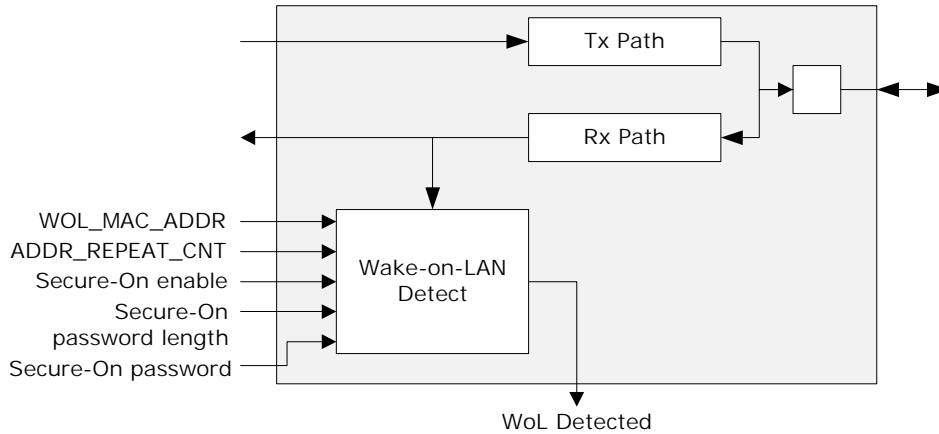 Tx Path
Rx Path
WOL_MAC_ADDR
ADDR_REPEAT_CNT
Secure-On enable
Secure-On
password length
Secure-On password
Wake-on-LAN
Detect
WoL Detected